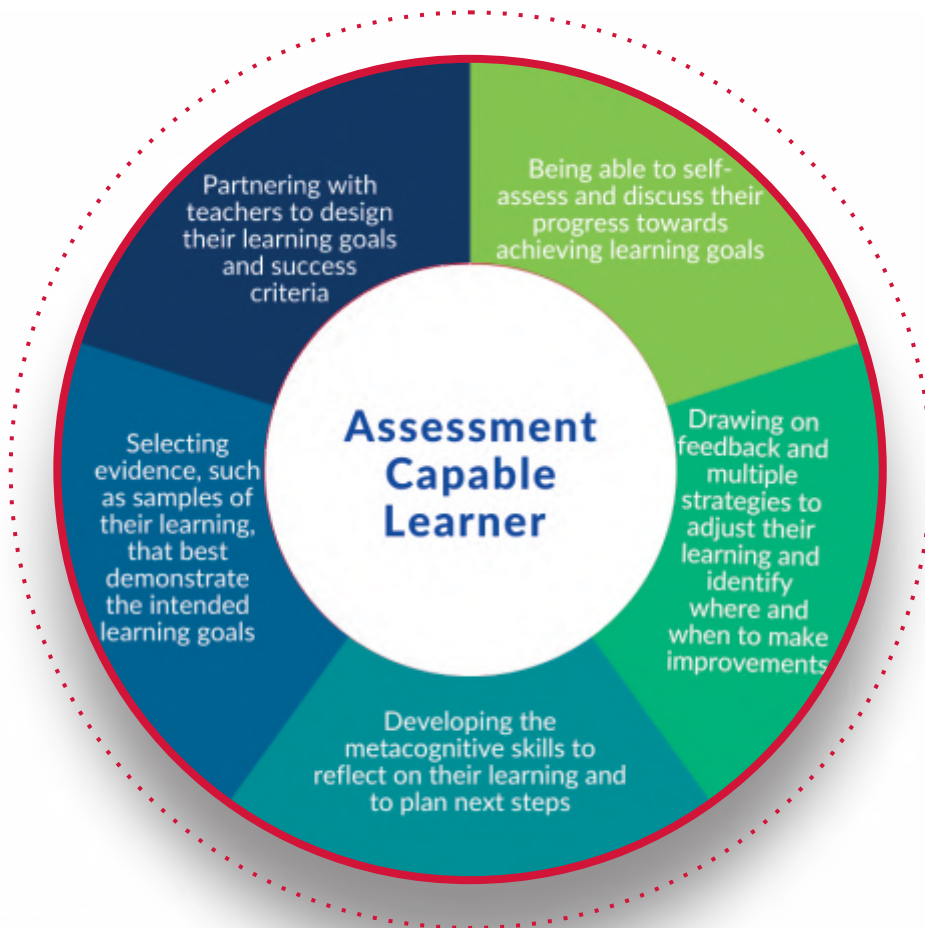 Partnering with
teachers to design
their learning goals
and success
criteria
Being able to self-
assess and discuss their
progress towards
achieving learning goals
Assessment
Capable
Learner
Selecting
evidence, such
as samples of
their learning,
that best
demonstrate
the intended
learning goals
Drawing on
feedback and
multiple
strategies to
adjust their
learning and
identify
where and
when to make
improvements
Developing the
metacognitive skills to
reflect on their learning and
to plan next steps